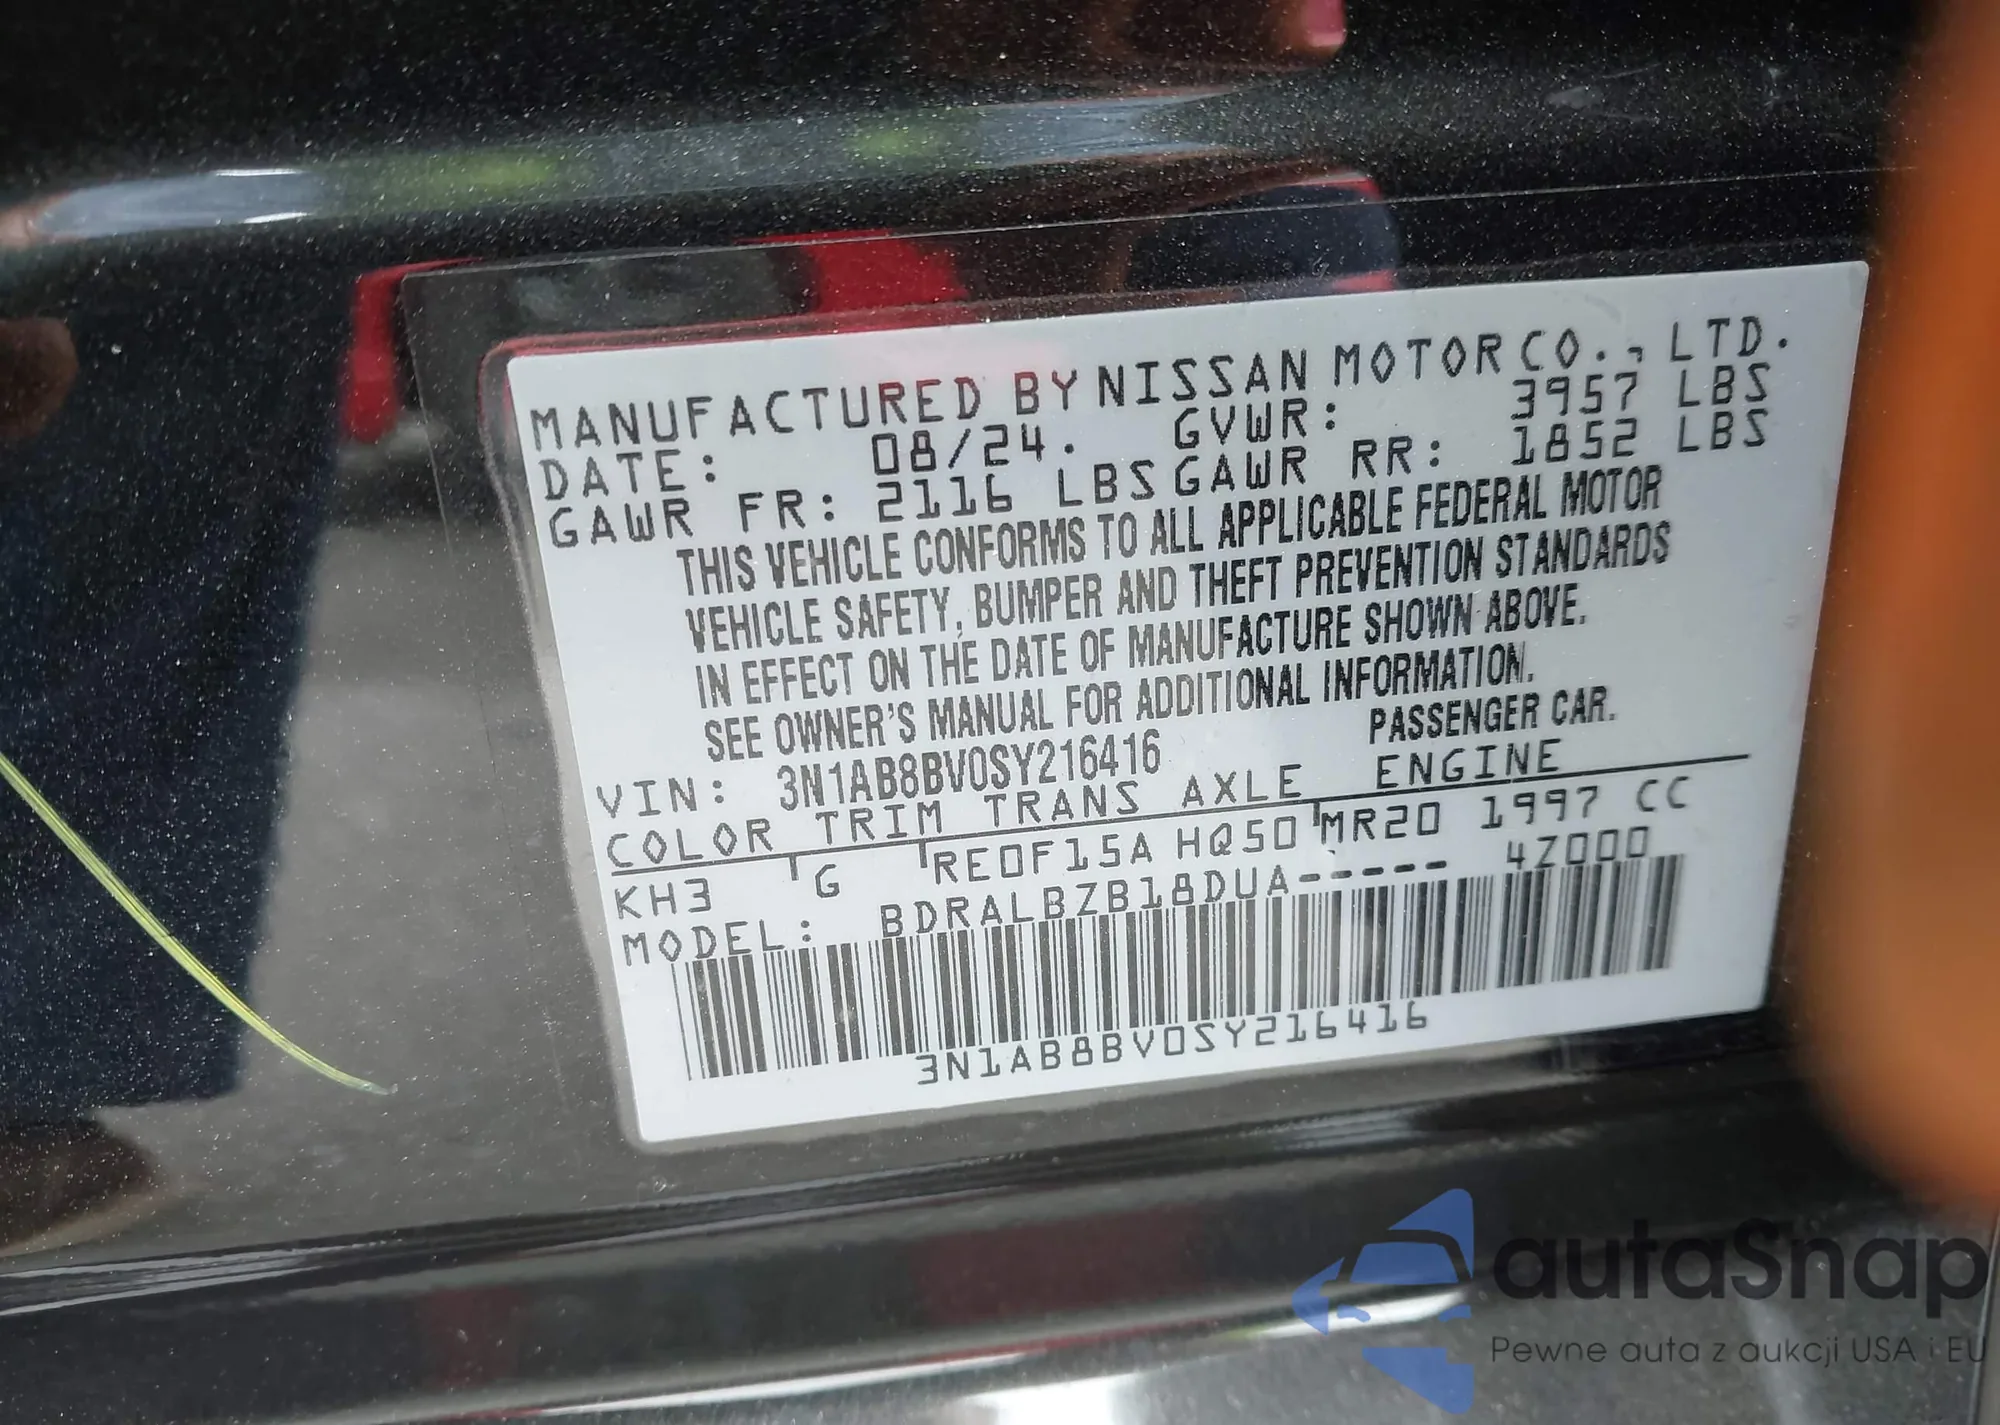 MANUFACTURED BY NISSAN MOTOR CO., LTD.
DATE: 08/24. GVWR: 3957 LBS
GAWR FR: 2116 LBS GAWR RR: 1852 LBS
THIS VEHICLE CONFORMS TO ALL APPLICABLE FEDERAL MOTOR
VEHICLE SAFETY, BUMPER AND THEFT PREVENTION STANDARDS
IN EFFECT ON THE DATE OF MANUFACTURE SHOWN ABOVE.
SEE OWNER'S MANUAL FOR ADDITIONAL INFORMATION.
PASSENGER CAR.
VIN: 3N1AB8BV0SY216416
COLOR TRIM TRANS AXLE ENGINE
KH3 G RE0F15A HQ50 MR20 1997 CC
MODEL: BDRALBZB18DUA----- 4Z000
3N1AB8BV0SY216416
autaSnap
Pewne auta z aukcji USA i EU